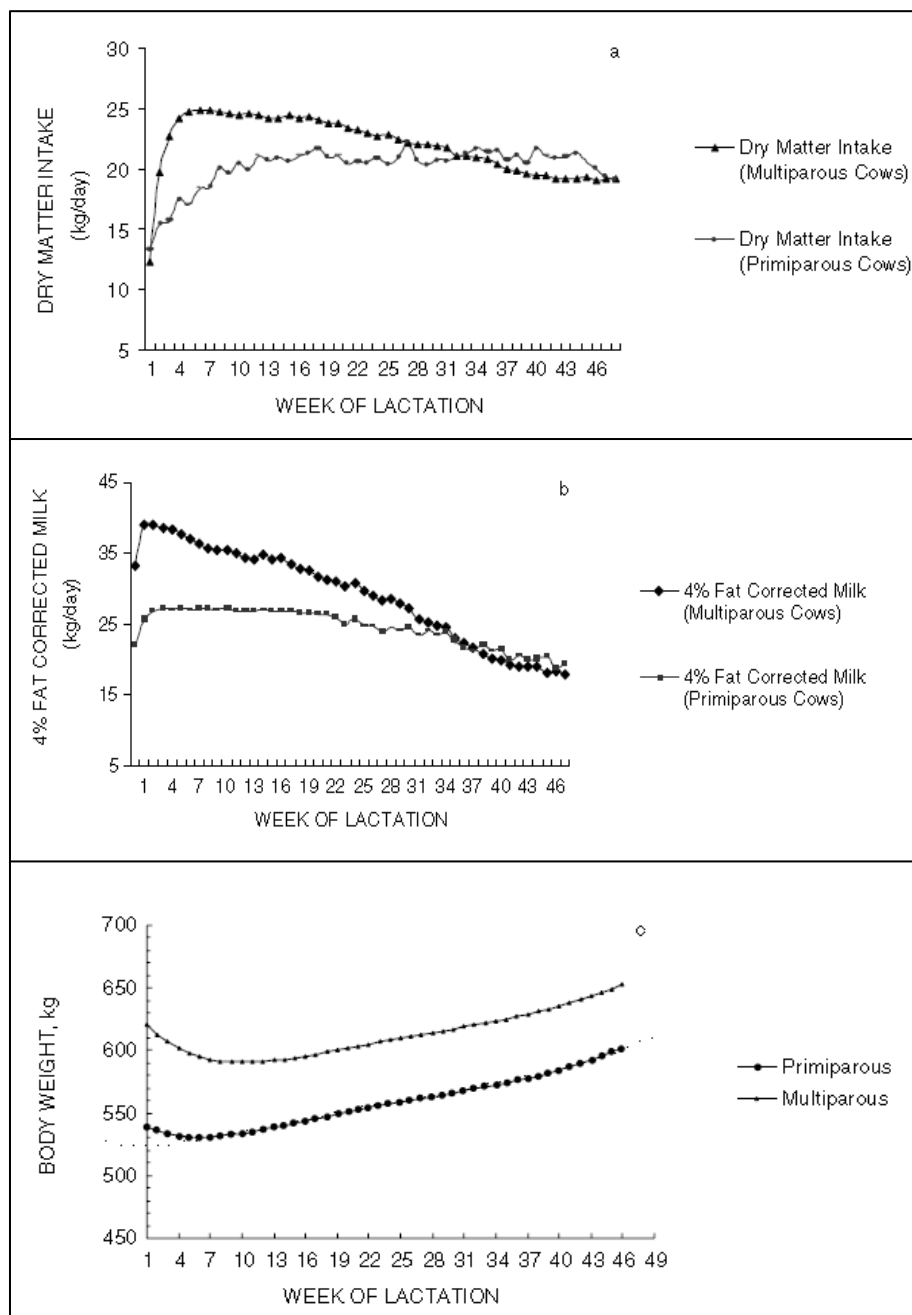 a
30
25
20
15
10
5
DRY MATTER INTAKE
(kg/day)
1 4 7 10 13 16 19 22 25 28 31 34 37 40 43 46
WEEK OF LACTATION
Dry Matter Intake
(Multiparous Cows)
Dry Matter Intake
(Primiparous Cows)
b
45
35
25
15
5
4% FAT CORRECTED MILK
(kg/day)
1 4 7 10 13 16 19 22 25 28 31 34 37 40 43 46
WEEK OF LACTATION
4% Fat Corrected Milk
(Multiparous Cows)
4% Fat Corrected Milk
(Primiparous Cows)
c
700
650
600
550
500
450
BODY WEIGHT, kg
1 4 7 10 13 16 19 22 25 28 31 34 37 40 43 46 49
WEEK OF LACTATION
Primiparous
Multiparous